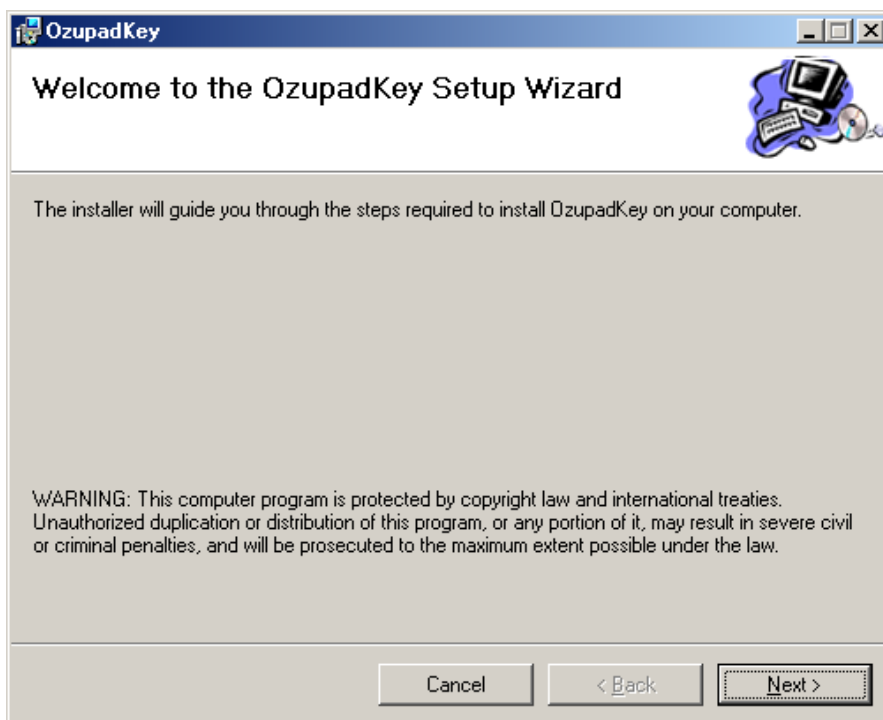 OzupadKey
Welcome to the OzupadKey Setup Wizard
The installer will guide you through the steps required to install OzupadKey on your computer.
WARNING: This computer program is protected by copyright law and international treaties.
Unauthorized duplication or distribution of this program, or any portion of it, may result in severe civil
or criminal penalties, and will be prosecuted to the maximum extent possible under the law.
Cancel < Back Next >